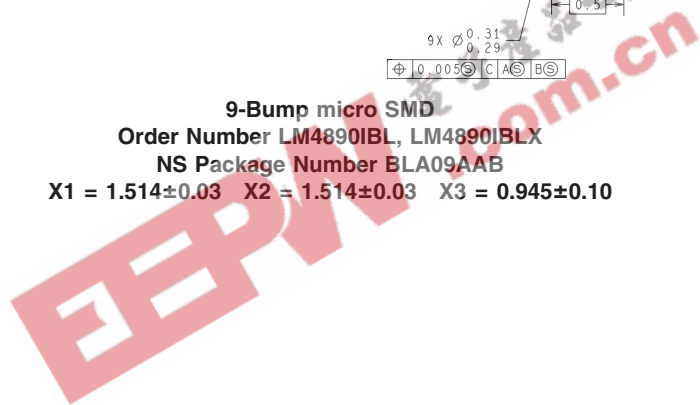 0.5
9X Ø 0.31
0.29
⌖ 0.005Ⓢ C AⓈ BⓈ
9-Bump micro SMD
Order Number LM4890IBL, LM4890IBLX
NS Package Number BLA09AAB
X1 = 1.514±0.03 X2 = 1.514±0.03 X3 = 0.945±0.10
EEPW .com.cn